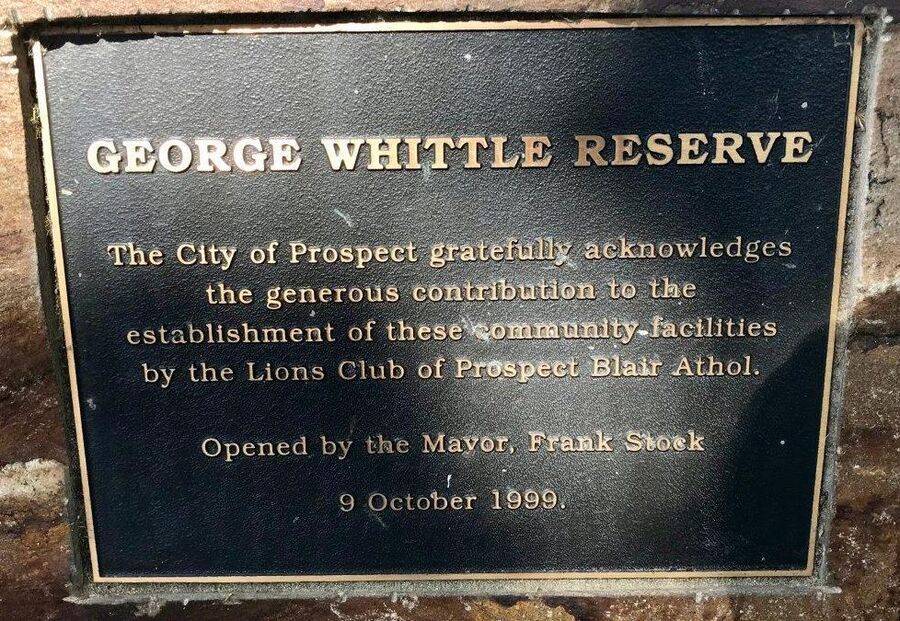 GEORGE WHITTLE RESERVE
The City of Prospect gratefully acknowledges
the generous contribution to the
establishment of these community facilities
by the Lions Club of Prospect Blair Athol.
Opened by the Mayor, Frank Stock
9 October 1999.